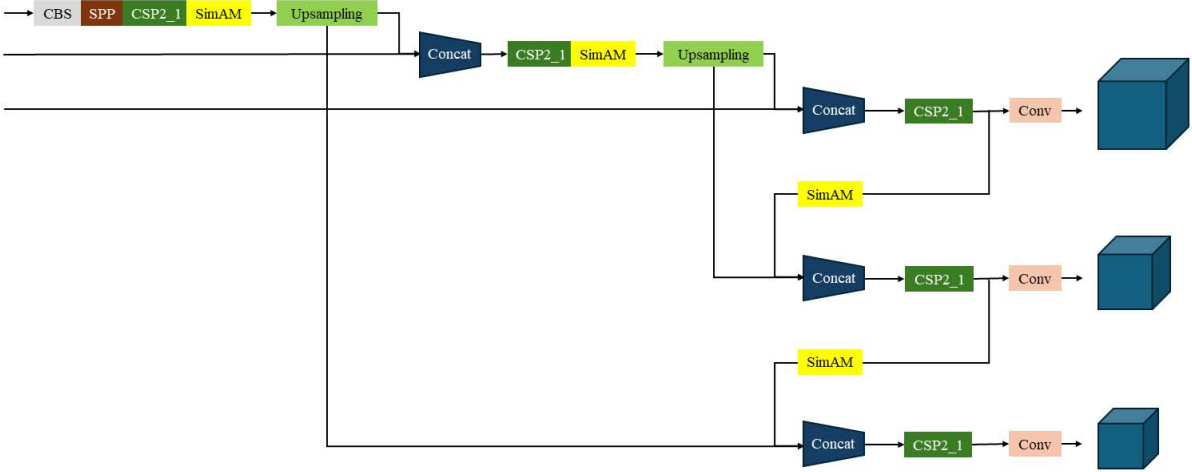 CBS SPP CSP2_1 SimAM Upsampling
Concat CSP2_1 SimAM Upsampling
Concat CSP2_1 Conv
SimAM
Concat CSP2_1 Conv
SimAM
Concat CSP2_1 Conv